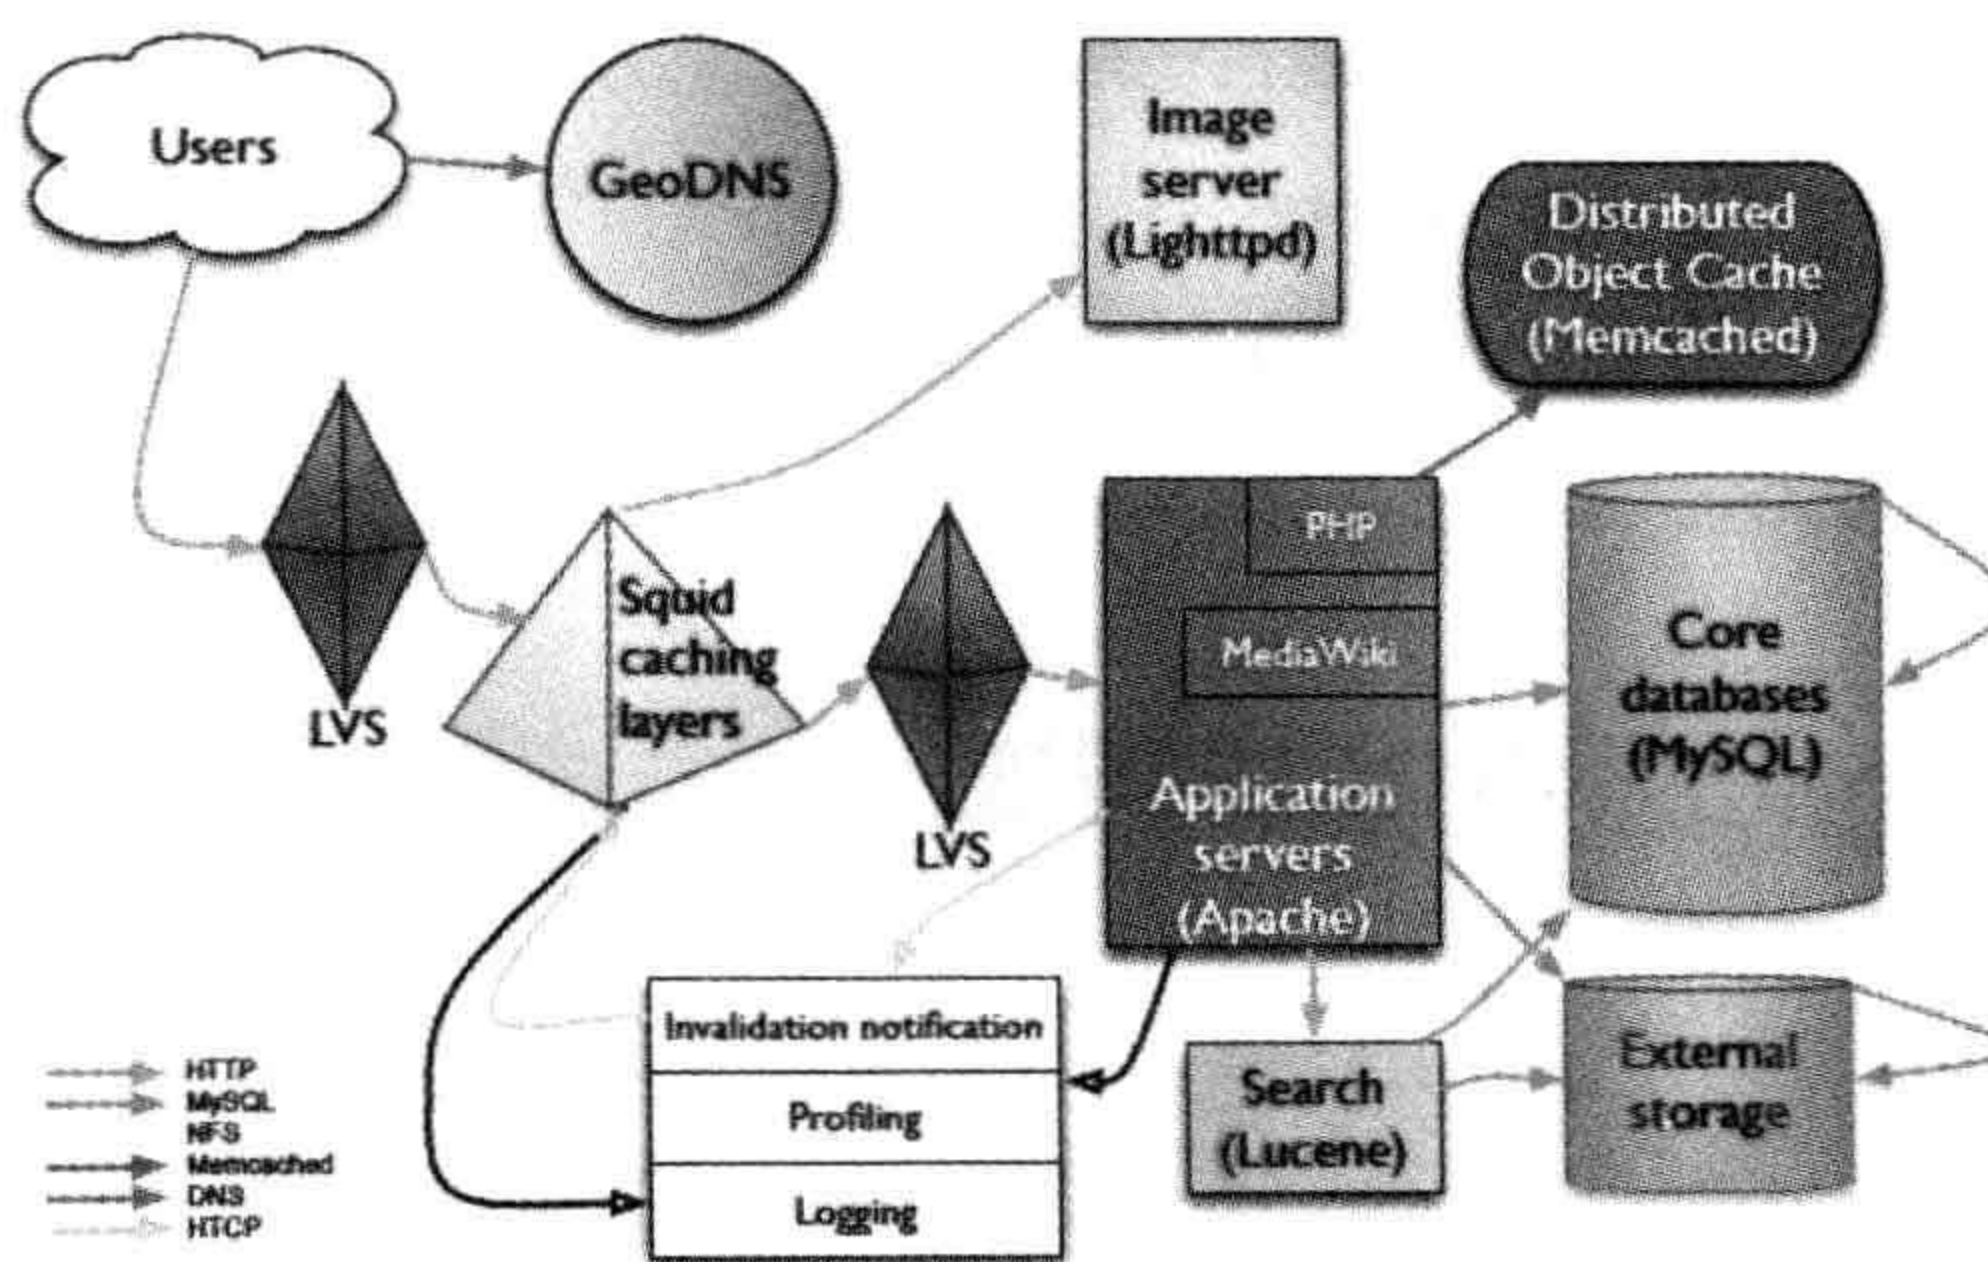 Users
GeoDNS
Image
server
(Lighttpd)
Distributed
Object Cache
(Memcached)
LVS
Squid
caching
layers
LVS
PHP
MediaWiki
Application
servers
(Apache)
Core
databases
(MySQL)
Invalidation notification
Profiling
Logging
Search
(Lucene)
External
storage
HTTP
MySQL
NFS
Memcached
DNS
HTCP